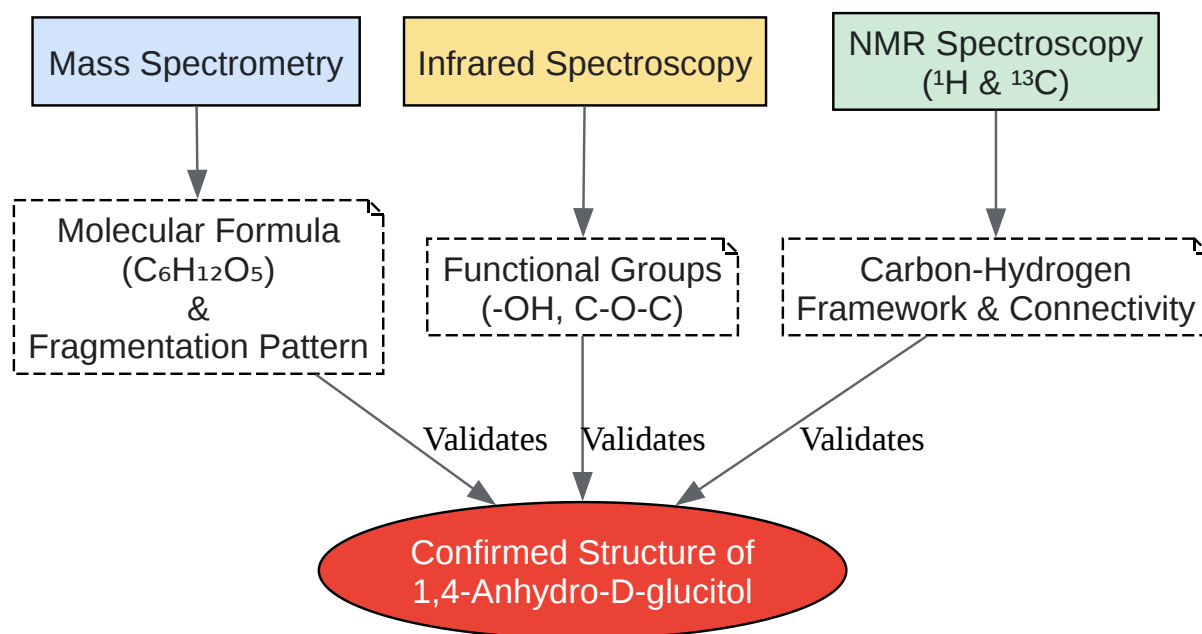 Mass Spectrometry
Infrared Spectroscopy
NMR Spectroscopy
(¹H & ¹³C)
Molecular Formula
(C₆H₁₂O₅)
&
Fragmentation Pattern
Functional Groups
(-OH, C-O-C)
Carbon-Hydrogen
Framework & Connectivity
Validates
Validates
Validates
Confirmed Structure of
1,4-Anhydro-D-glucitol